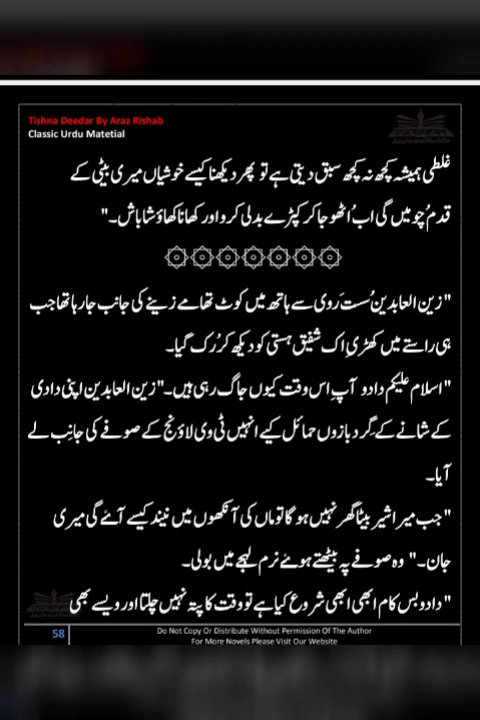 Tishna Deedar By Araz Rishab
Classic Urdu Matetial
غلطی ہمیشہ کچھ نہ کچھ سبق دیتی ہے تو پھر دیکھنا کیسے خوشیاں میری بیٹی کے
قدم چومیں گی اب اُٹھو جا کر کپڑے بدلی کرو اور کھانا کھاؤ شاباش۔"
"زین العابدین سُست رَوی سے ہاتھ میں کوٹ تھامے زینے کی جانب جا رہا تھا جب
ہی راستے میں کھڑی اِک شفیق ہستی کو دیکھ کر رُک گیا۔
"اسلام علیکم دادو آپ اِس وقت کیوں جاگ رہی ہیں۔"زین العابدین اپنی دادی
کے شانے کے گِرد بازوں حمائل کیے انہیں ٹی وی لاؤنج کے صوفے کی جانِب لے
آیا۔
"جب میرا شیر بیٹا گھر نہیں ہو گا تو ماں کی آنکھوں میں نیند کیسے آئے گی میری
جان۔" وہ صوفے پہ بیٹھتے ہوئے نرم لہجے میں بولی۔
"دادو بس کام ابھی ابھی شروع کیا ہے تو وقت کا پتہ نہیں چلتا اور ویسے بھی
58
Do Not Copy Or Distribute Without Permission Of The Author
For More Novels Please Visit Our Website